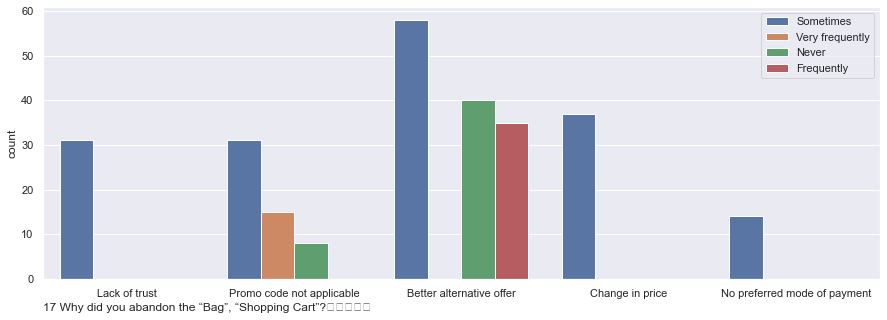 60
50
40
30
20
10
0
count
Sometimes
Very frequently
Never
Frequently
Lack of trust Promo code not applicable Better alternative offer Change in price No preferred mode of payment
17 Why did you abandon the “Bag”, “Shopping Cart”?